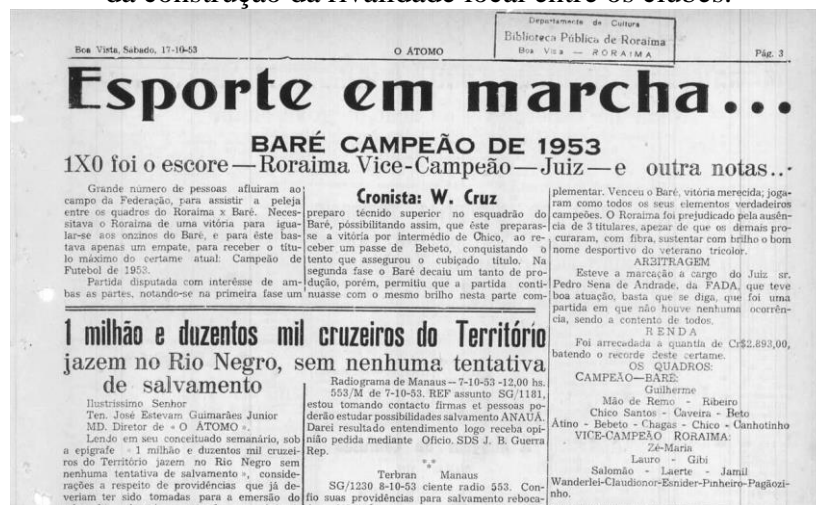 da construção da rivalidade local entre os clubes.
Departamento de Cultura
Biblioteca Pública de Roraima
Boa Vista — RORAIMA
Boa Vista, Sabado, 17-10-53
O ÁTOMO
Pág. 3
Esporte em marcha...
BARÉ CAMPEÃO DE 1953
1X0 foi o escore—Roraima Vice-Campeão—Juiz—e outra notas...
Grande número de pessoas afluiram ao
campo da Federação, para assistir a peleja
entre os quadros do Roraima x Baré. Neces-
sitava o Roraima de uma vitória para igua-
lar-se aos onzinos do Baré, e para êste bas-
tava apenas um empate, para receber o títu-
lo máximo do certame atual: Campeão de
Futebol de 1953.
Partida disputada com interêsse de am-
bas as partes, notando-se na primeira fase um
Cronista: W. Cruz
preparo técnido superior no esquadrão do
Baré, póssibilitando assim, que êste preparas-
se a vitória por intermédio de Chico, ao re-
ceber um passe de Bebeto, conquistando o
tento que assegurou o cubiçado titulo. Na
segunda fase o Baré decaiu um tanto de pro-
dução, porém, permitiu que a partida conti-
nuasse com o mesmo brilho nesta parte com-
plementar. Venceu o Baré, vitória merecida; joga-
ram como todos os seus elementos verdadeiros
campeões. O Roraima foi prejudicado pela ausên-
cia de 3 titulares, apezar de que os demais pro-
curaram, com fibra, sustentar com brilho o bom
nome desportivo do veterano tricolor.
ARBITRAGEM
Esteve a marcação a cargo do Juiz sr.
Pedro Sena de Andrade, da FADA, que teve
boa atuação, basta que se diga, que foi uma
partida em que não houve nenhuma ocorrên-
cia, sendo a contento de todos.
RENDA
Foi arrecadada a quantia de Cr$2.893,00,
batendo o recorde deste certame.
OS QUADROS:
CAMPEÃO—BARÉ:
Guilherme
Mão de Remo - Ribeiro
Chico Santos - Caveira - Beto
Atino - Bebeto - Chagas - Chico - Canhotinho
VICE-CAMPEÃO RORAIMA:
Zé-Maria
Lauro - Gibi
Salomão - Laerte - Jamil
Wanderlei-Claudionor-Esnider-Pinheiro-Pagãozi-
nho.
1 milhão e duzentos mil cruzeiros do Território
jazem no Rio Negro, sem nenhuma tentativa
de salvamento
Ilustrissimo Senhor
Ten. José Estevam Guimarães Junior
MD. Diretor de « O ÁTOMO ».
Lendo em seu conceituado semanário, sob
a epígrafe « 1 milhão e duzentos mil cruzei-
ros do Território jazem no Rio Negro sem
nenhuma tentativa de salvamento », conside-
rações a respeito de providências que já de-
veriam ter sido tomadas para a emersão do
Radiograma de Manaus—7-10-53 -12,00 hs.
553/M de 7-10-53. REF assunto SG/1181,
estou tomando contacto firmas et pessoas po-
derão estudar possibilidades salvamento ANAUÁ.
Darei resultado entendimento logo receba opi-
nião pedida mediante Oficio. SDS J. B. Guerra
Rep.
Terbran Manaus
SG/1230 8-10-53 ciente radio 553. Con-
fio suas providências para salvamento reboca-